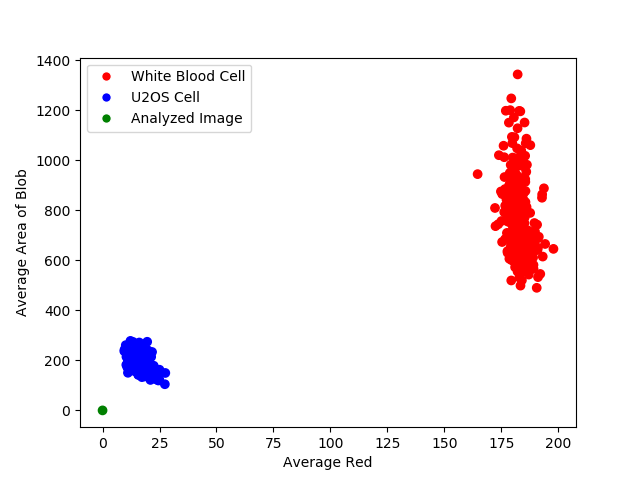 1400
1200
1000
800
600
400
200
0
Average Area of Blob
White Blood Cell
U2OS Cell
Analyzed Image
0 25 50 75 100 125 150 175 200
Average Red